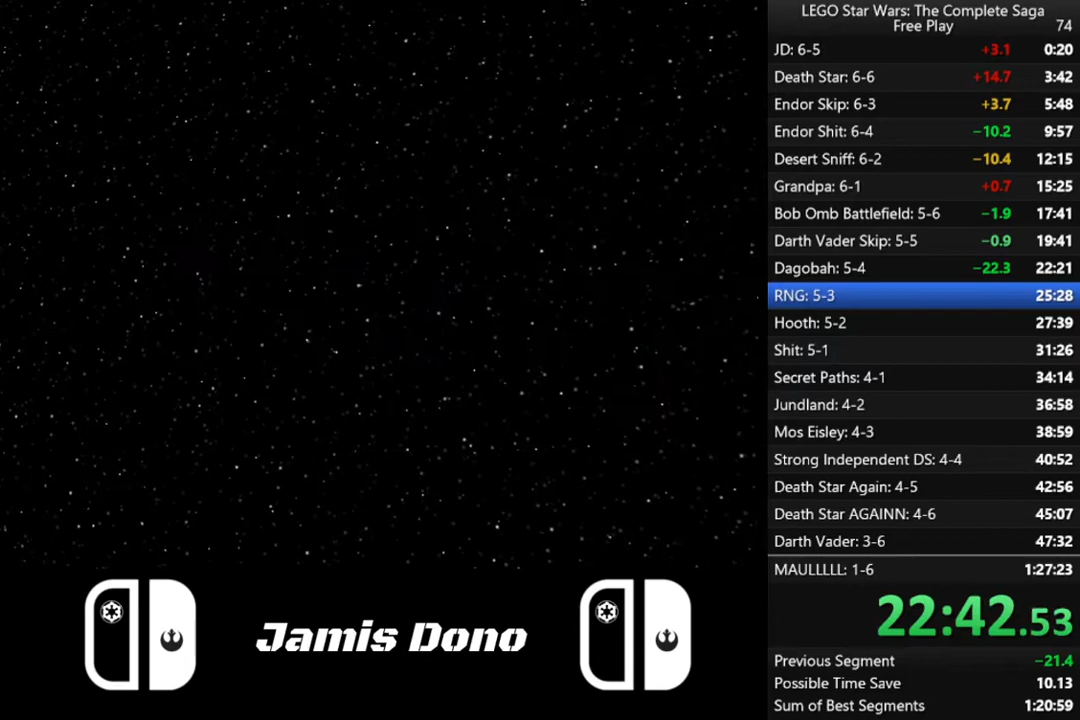 LEGO Star Wars: The Complete Saga
Free Play 74
JD: 6-5 +3.1 0:20
Death Star: 6-6 +14.7 3:42
Endor Skip: 6-3 +3.7 5:48
Endor Shit: 6-4 −10.2 9:57
Desert Sniff: 6-2 −10.4 12:15
Grandpa: 6-1 +0.7 15:25
Bob Omb Battlefield: 5-6 −1.9 17:41
Darth Vader Skip: 5-5 −0.9 19:41
Dagobah: 5-4 −22.3 22:21
RNG: 5-3 25:28
Hooth: 5-2 27:39
Shit: 5-1 31:26
Secret Paths: 4-1 34:14
Jundland: 4-2 36:58
Mos Eisley: 4-3 38:59
Strong Independent DS: 4-4 40:52
Death Star Again: 4-5 42:56
Death Star AGAINN: 4-6 45:07
Darth Vader: 3-6 47:32
MAULLLLL: 1-6 1:27:23
22:42.53
Previous Segment −21.4
Possible Time Save 10.13
Sum of Best Segments 1:20:59
Jamis Dono